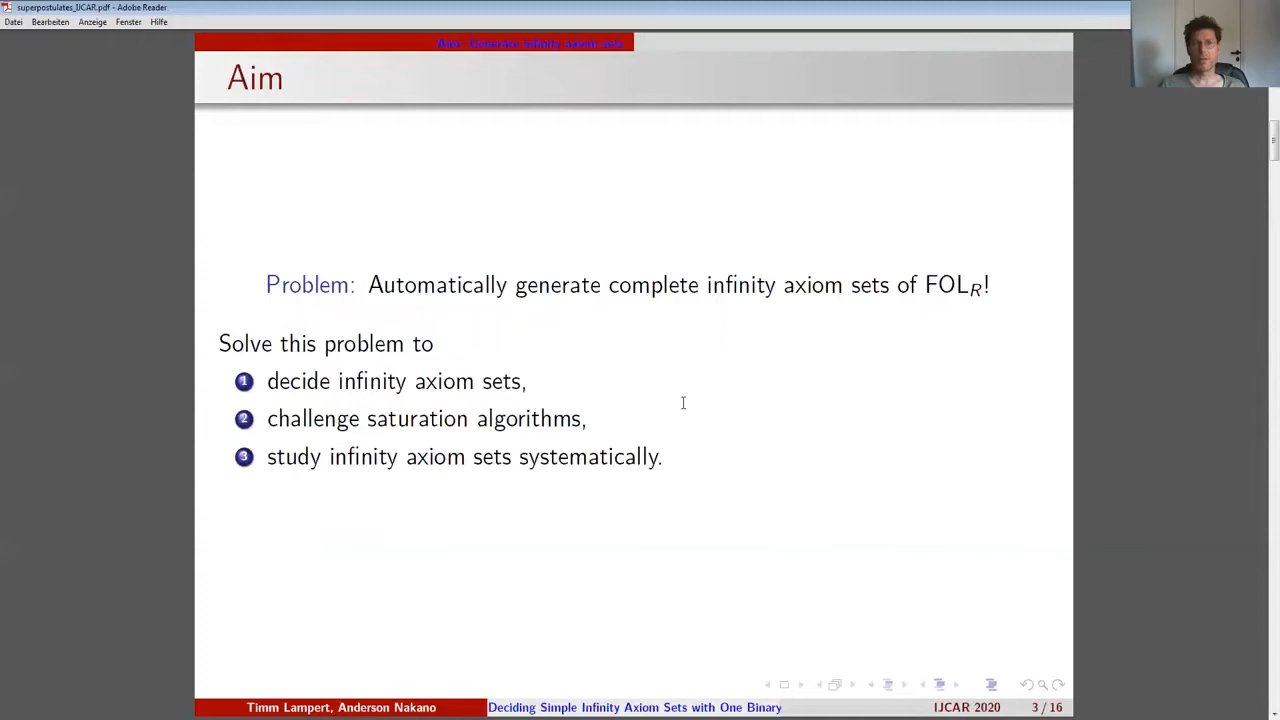 superpostulates_IJCAR.pdf - Adobe Reader
Datei Bearbeiten Anzeige Fenster Hilfe
Aim: Generate infinity axiom sets
Aim
Problem: Automatically generate complete infinity axiom sets of FOL_R!
Solve this problem to
1 decide infinity axiom sets,
2 challenge saturation algorithms,
3 study infinity axiom sets systematically.
Timm Lampert, Anderson Nakano Deciding Simple Infinity Axiom Sets with One Binary IJCAR 2020 3 / 16